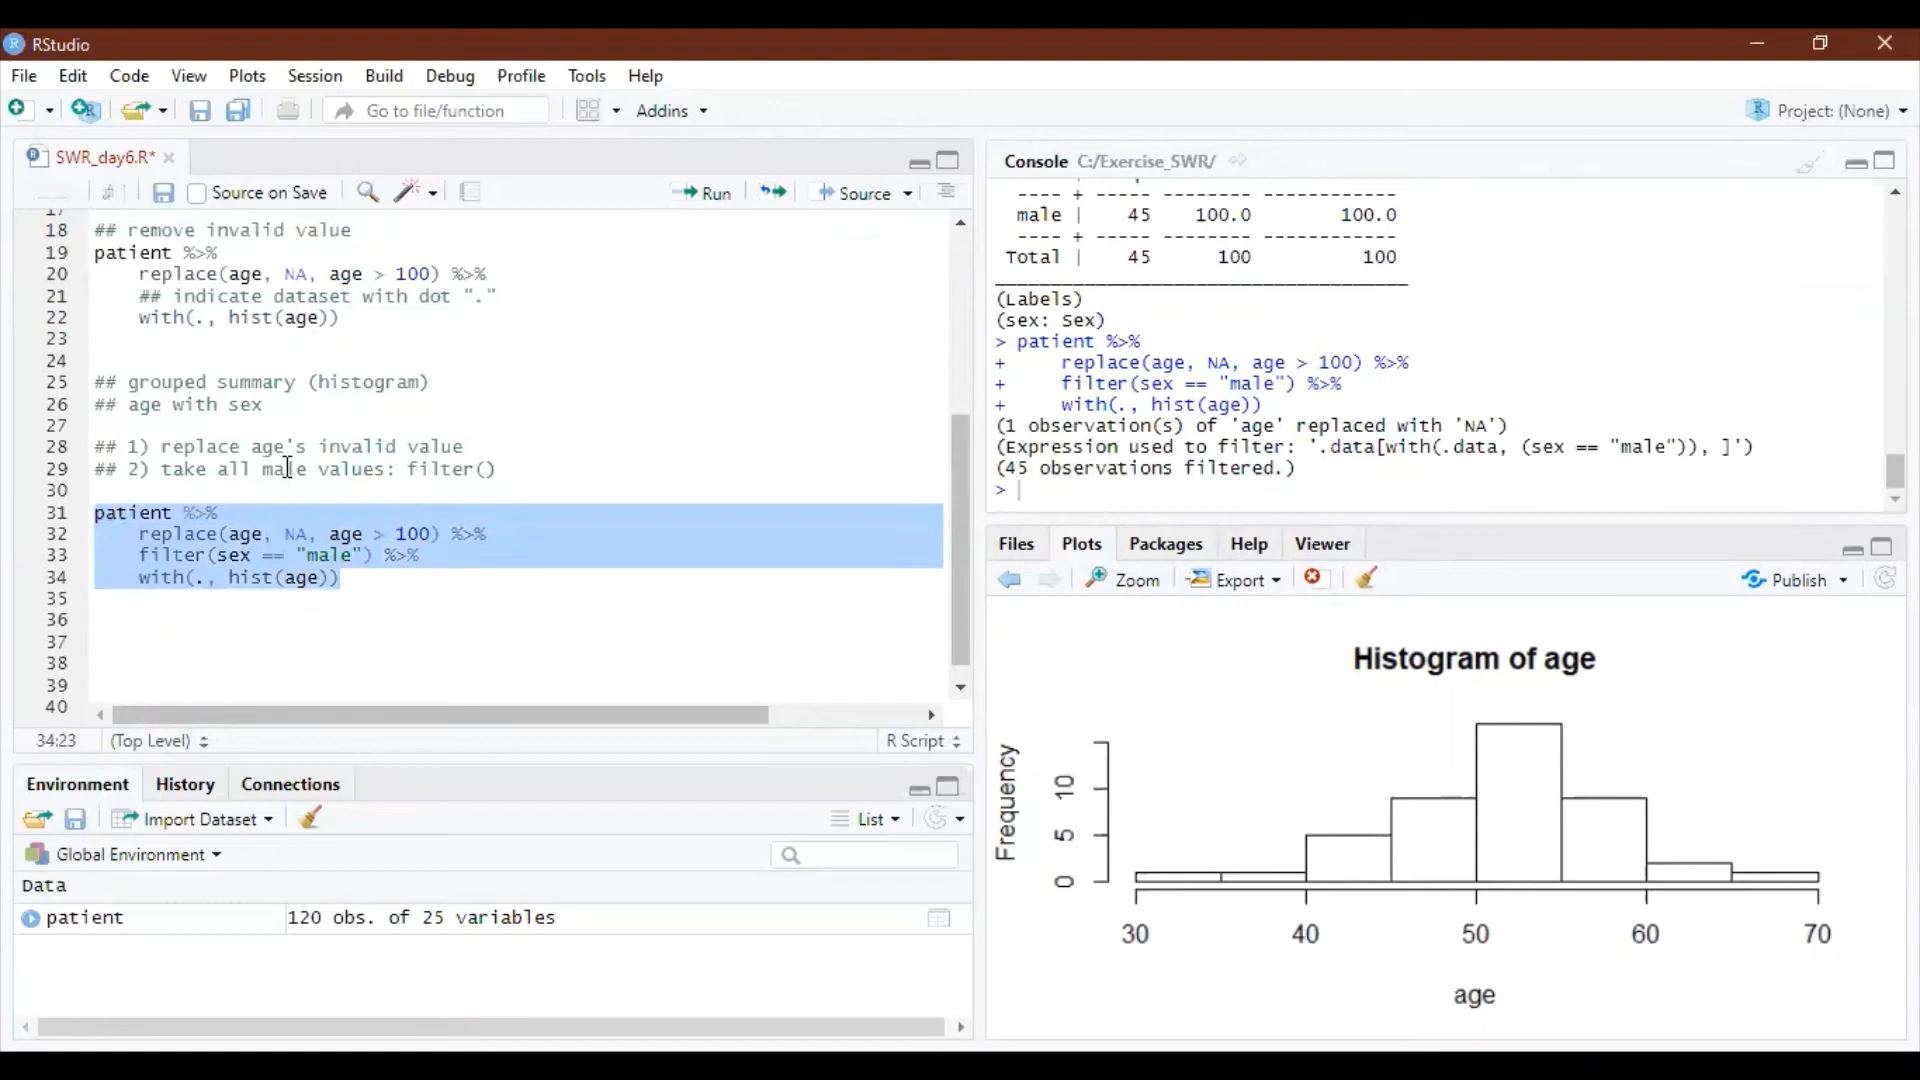 RStudio
File Edit Code View Plots Session Build Debug Profile Tools Help
Go to file/function Addins Project: (None)
SWR_day6.R*
Source on Save Run Source
17
18 ## remove invalid value
19 patient %>%
20 replace(age, NA, age > 100) %>%
21 ## indicate dataset with dot "."
22 with(., hist(age))
23
24
25 ## grouped summary (histogram)
26 ## age with sex
27
28 ## 1) replace age's invalid value
29 ## 2) take all male values: filter()
30
31 patient %>%
32 replace(age, NA, age > 100) %>%
33 filter(sex == "male") %>%
34 with(., hist(age))
35
36
37
38
39
40
34:23 (Top Level) R Script
Environment History Connections
Import Dataset List
Global Environment
Data
patient 120 obs. of 25 variables
Console C:/Exercise_SWR/
---- + ----- -------- ------------
male | 45 100.0 100.0
---- + ----- -------- ------------
Total | 45 100 100
(Labels)
(sex: Sex)
> patient %>%
+ replace(age, NA, age > 100) %>%
+ filter(sex == "male") %>%
+ with(., hist(age))
(1 observation(s) of 'age' replaced with 'NA')
(Expression used to filter: '.data[with(.data, (sex == "male")), ]')
(45 observations filtered.)
>
Files Plots Packages Help Viewer
Zoom Export Publish
Histogram of age
Frequency
10
5
0
30 40 50 60 70
age